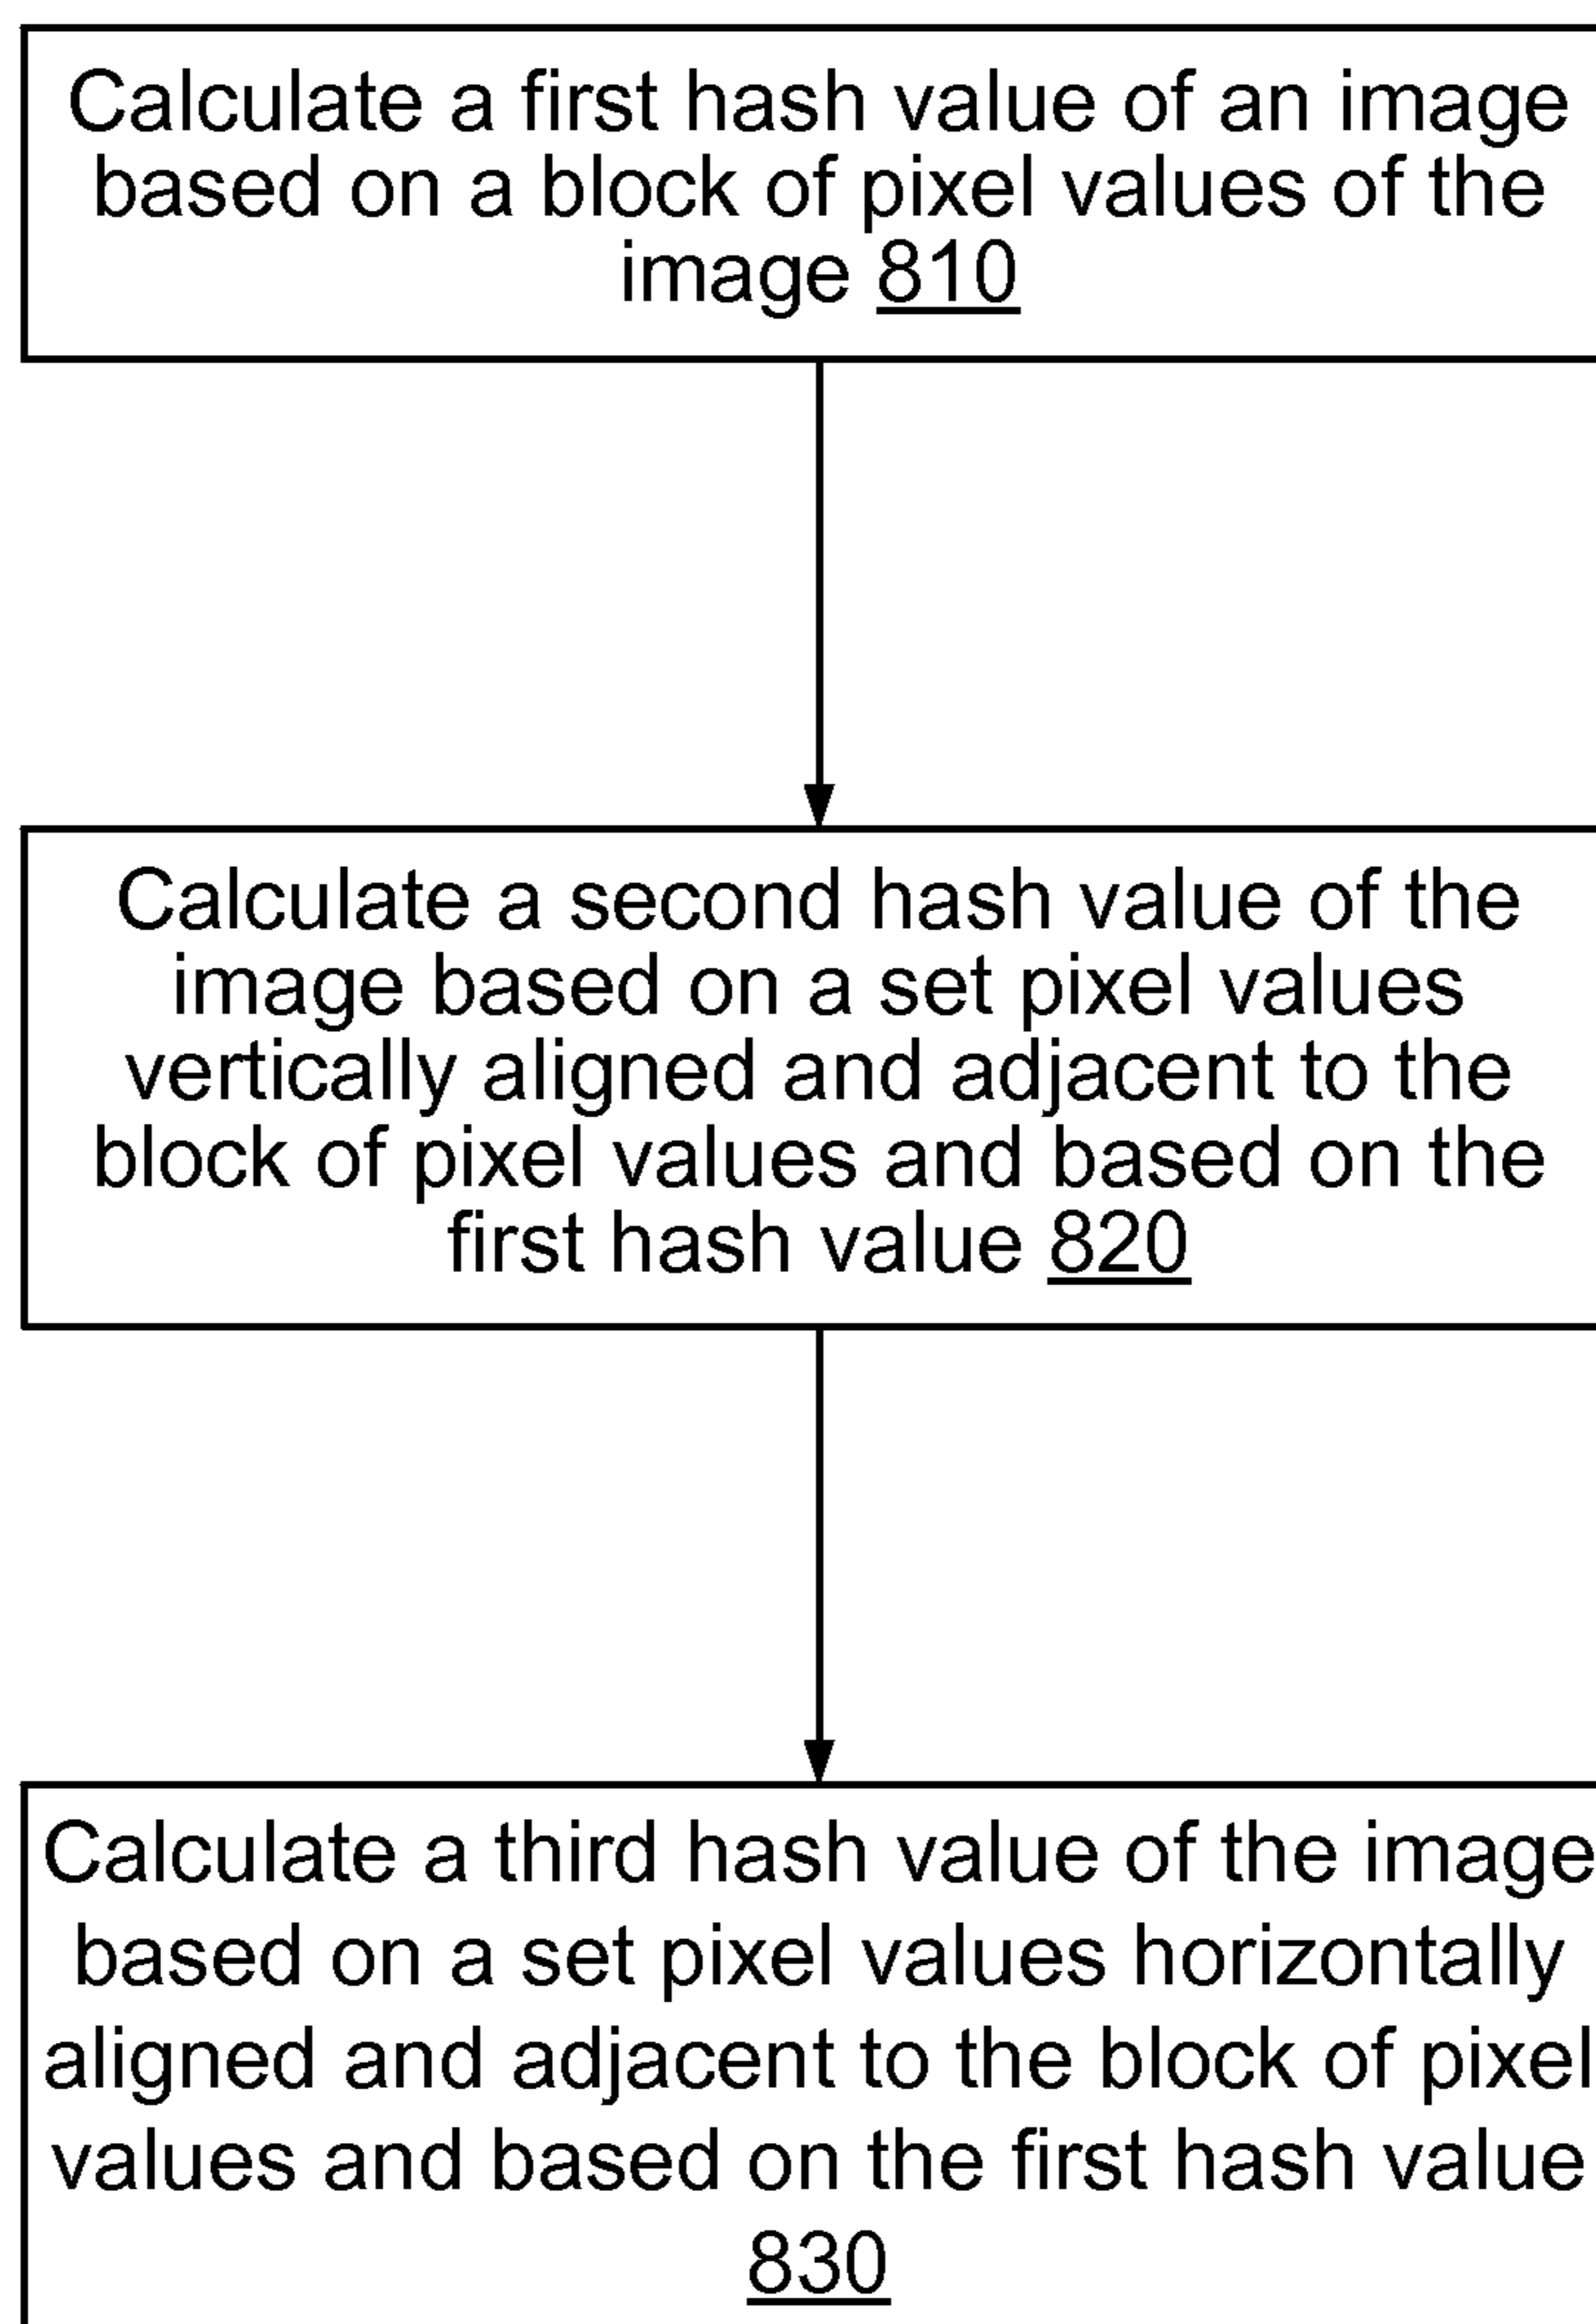 Calculate a first hash value of an image
based on a block of pixel values of the
image 810
Calculate a second hash value of the
image based on a set pixel values
vertically aligned and adjacent to the
block of pixel values and based on the
first hash value 820
Calculate a third hash value of the image
based on a set pixel values horizontally
aligned and adjacent to the block of pixel
values and based on the first hash value
830